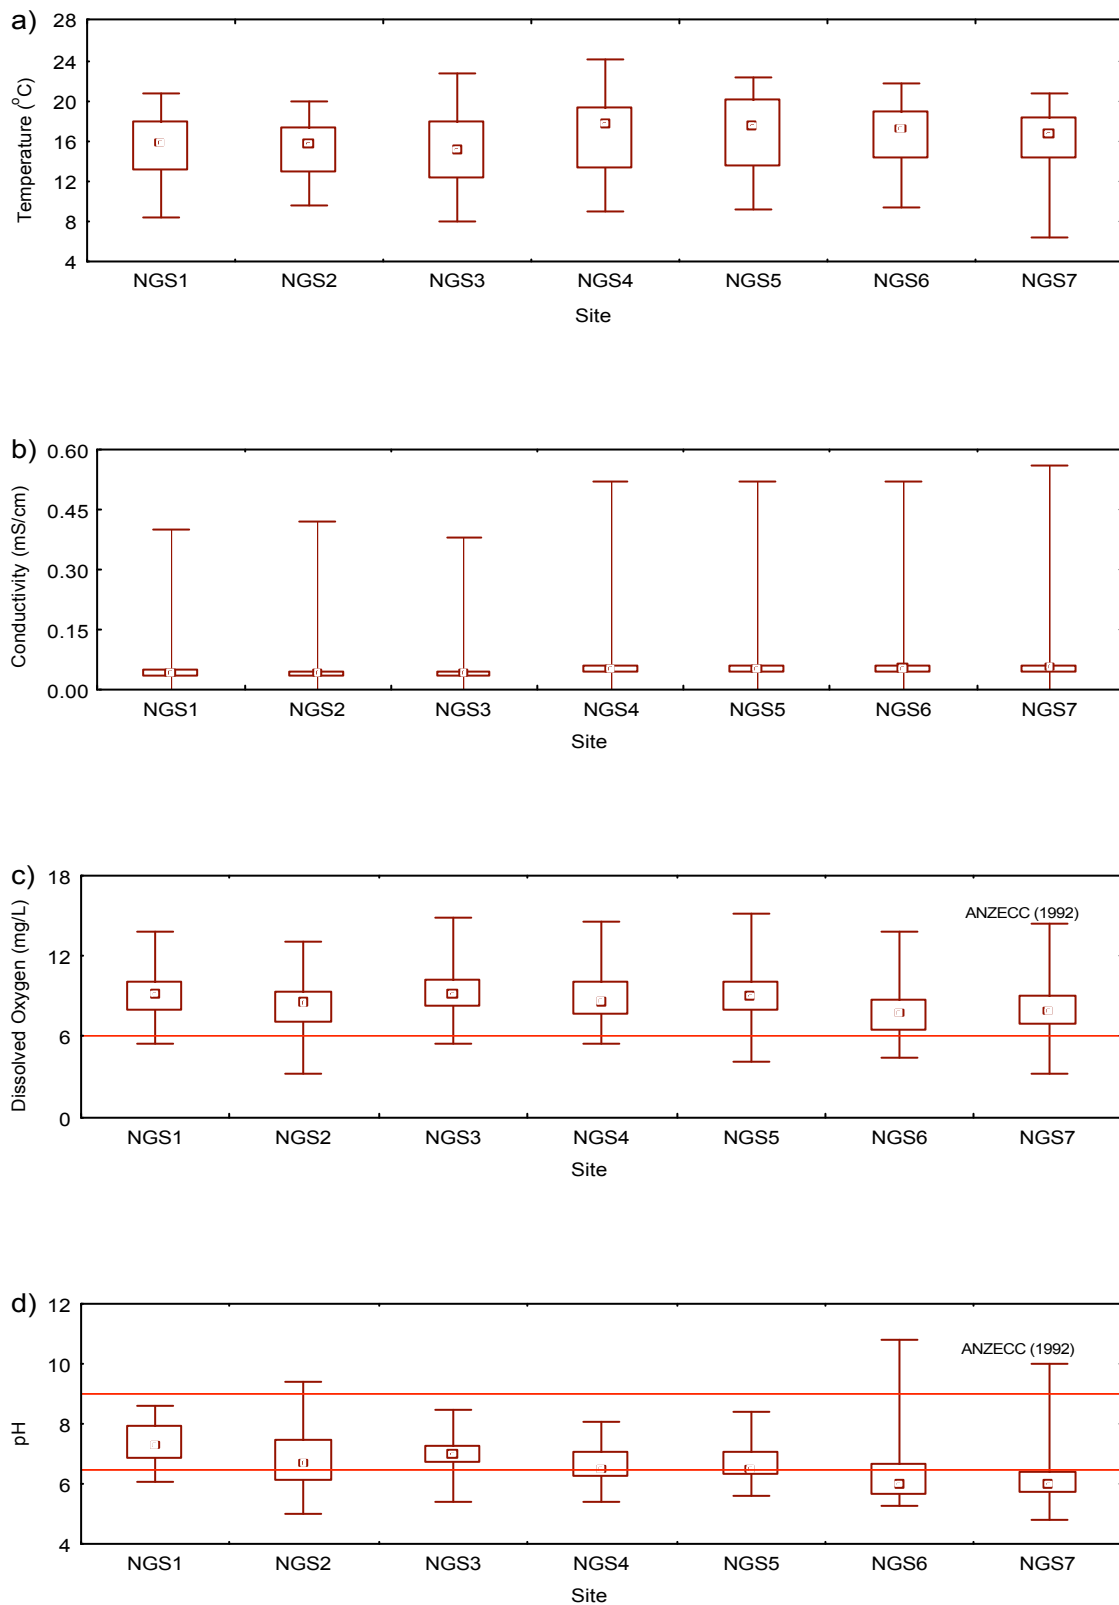 a)
28
24
20
16
12
8
4
Temperature (°C)
NGS1 NGS2 NGS3 NGS4 NGS5 NGS6 NGS7
Site
b)
0.60
0.45
0.30
0.15
0.00
Conductivity (mS/cm)
NGS1 NGS2 NGS3 NGS4 NGS5 NGS6 NGS7
Site
c)
18
12
6
0
Dissolved Oxygen (mg/L)
ANZECC (1992)
NGS1 NGS2 NGS3 NGS4 NGS5 NGS6 NGS7
Site
d)
12
10
8
6
4
pH
ANZECC (1992)
NGS1 NGS2 NGS3 NGS4 NGS5 NGS6 NGS7
Site